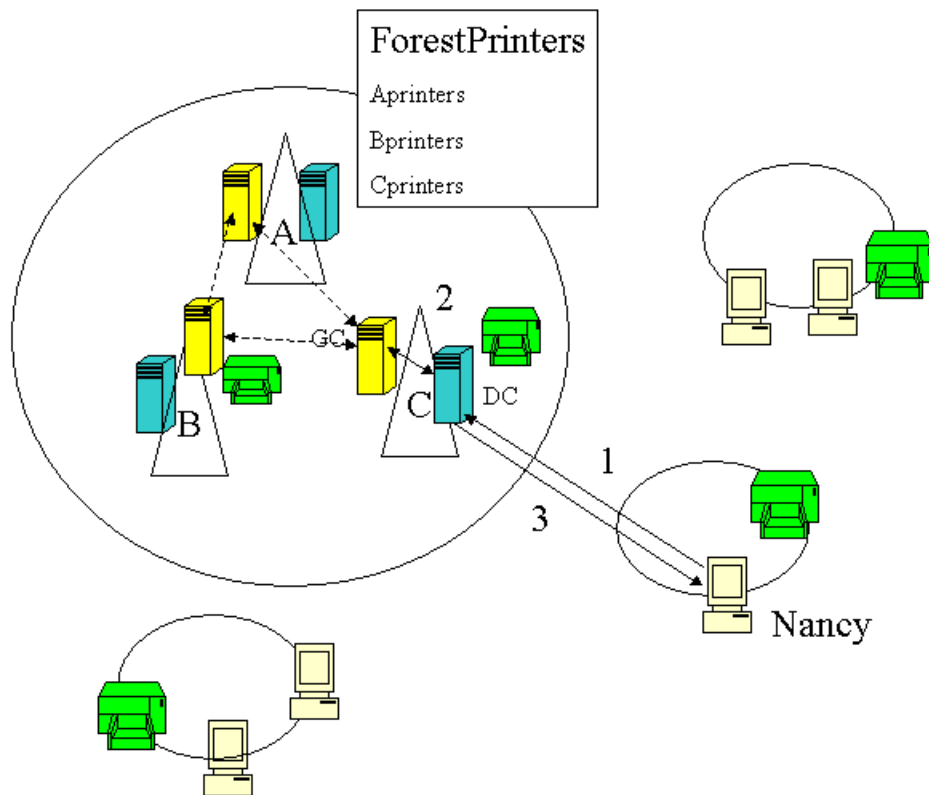 ForestPrinters
Aprinters
Bprinters
Cprinters
A
2
GC
C
DC
B
1
3
Nancy